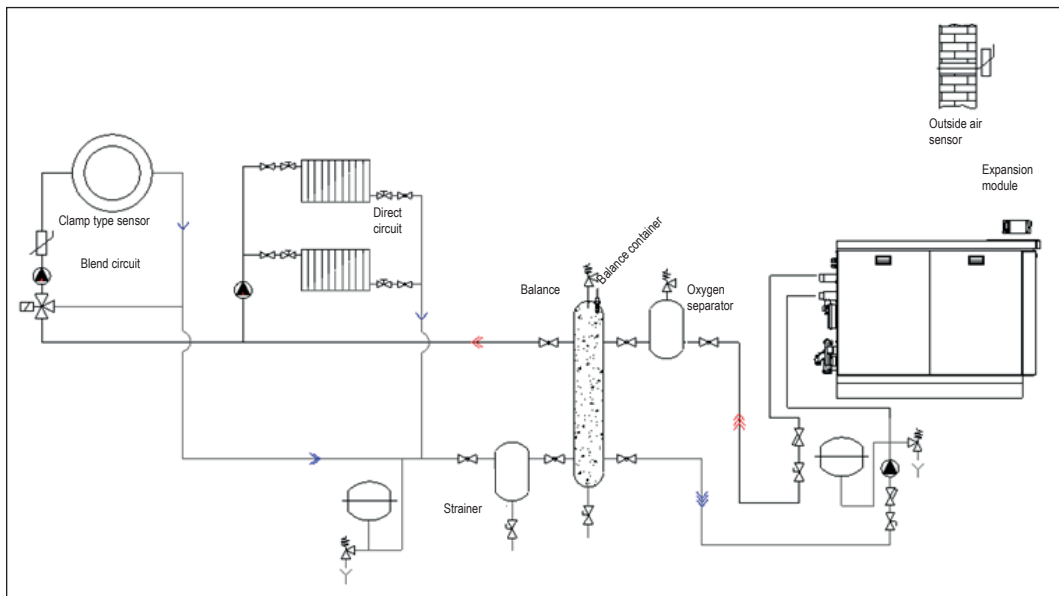 Outside air
sensor
Expansion
module
Clamp type sensor
Direct
circuit
Blend circuit
Balance
Balance container
Oxygen
separator
Strainer